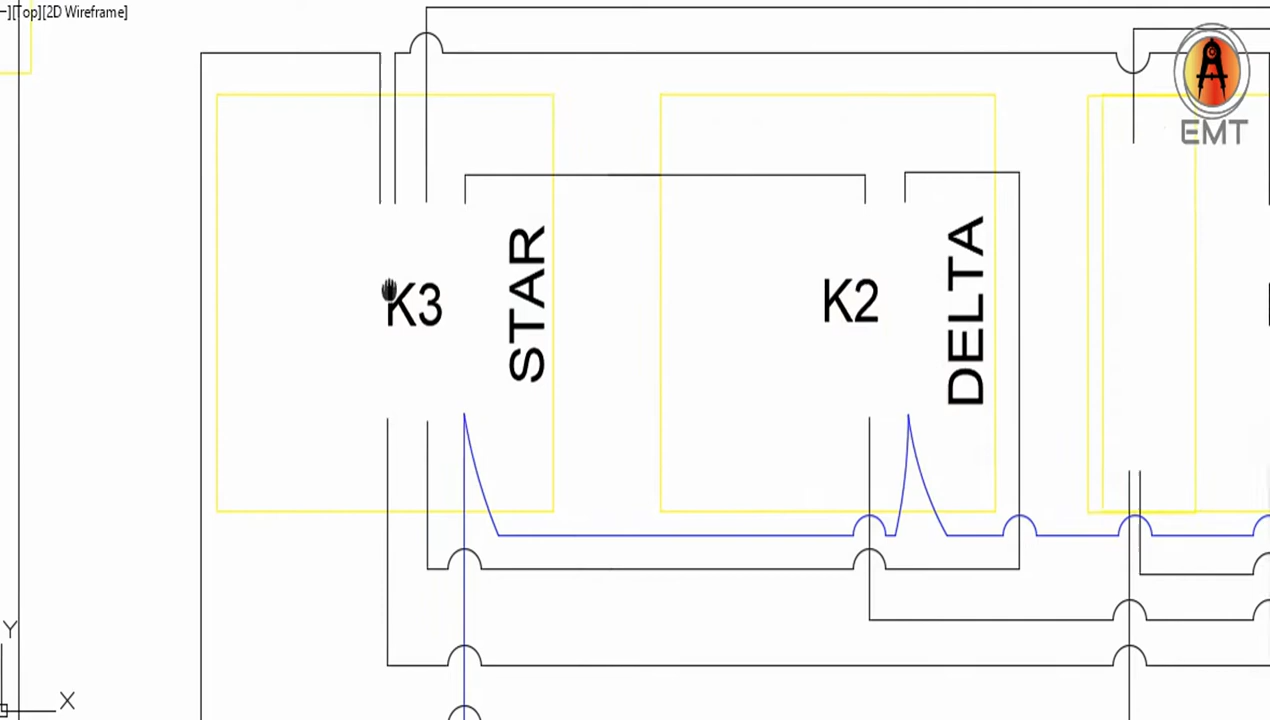 −][Top][2D Wireframe]
EMT
K3
STAR
K2
DELTA
Y
X